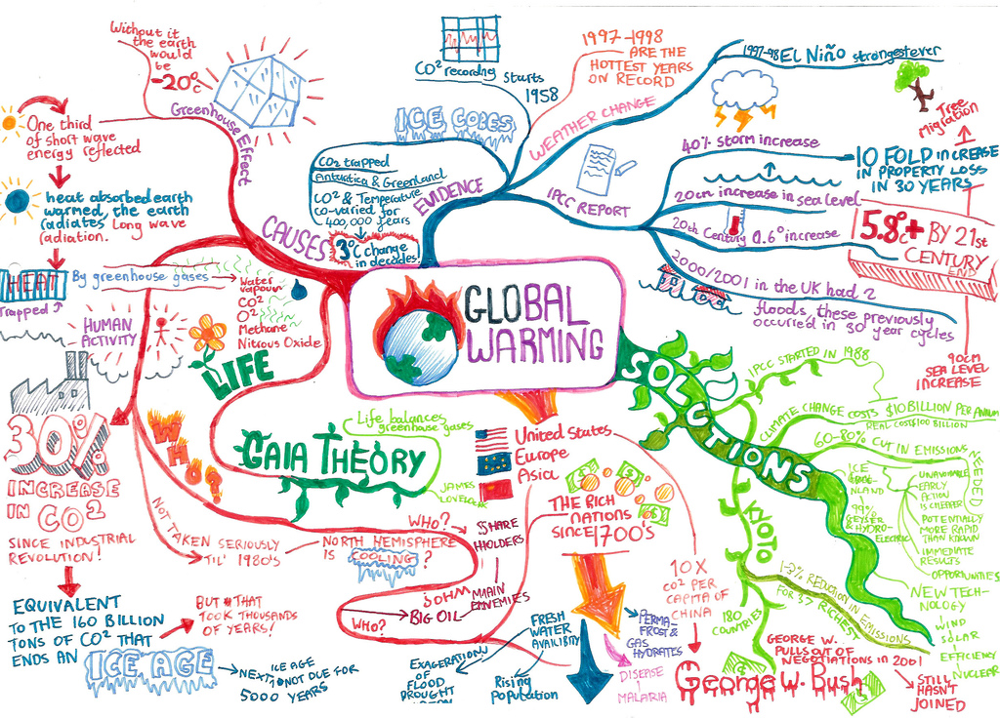 GLOBAL
WARMING
CAUSES
Greenhouse Effect
Without it
the earth
would
be
-20°c
One third
of short wave
energy reflected
heat absorbed earth
warmed, the earth
radiates long wave
radiation.
HEAT
Trapped
By greenhouse gases
Water
vapour
CO²
O²
Methane
Nitrous Oxide
HUMAN
ACTIVITY
30%
INCREASE
IN
CO²
SINCE INDUSTRIAL
REVOLUTION!
EQUIVALENT
TO THE 160 BILLION
TONS OF CO² THAT
ENDS AN
ICE AGE
BUT THAT
TOOK THOUSANDS
OF YEARS!
NEXT ICE AGE
NOT DUE FOR
5000 YEARS
LIFE
GAIA THEORY
Life balances
greenhouse gases
JAMES
LOVELOCK
WHO?
NOT TAKEN SERIOUSLY
TIL' 1980'S
NORTH HEMISPHERE
IS COOLING?
WHO?
SHARE
HOLDERS
MAIN
ENNEMIES
BIG OIL
WHO?
EVIDENCE
ICE CORES
CO² trapped
Antartica & Greenland
CO² & Temperature
co-varied for
400,000 years
3°C change
in decades!
CO² recording starts
1958
WEATHER CHANGE
1997-1998
ARE THE
HOTTEST YEARS
ON RECORD
1997-98 EL Niño strongest ever
Tree
Migration
IPCC REPORT
40% storm increase
10 FOLD INCREASE
IN PROPERTY LOSS
IN 30 YEARS
20cm increase in sea level
20th Century 0.6° increase
5.8°c+ BY 21st
CENTURY
END
2000/2001 in the UK had 2
floods, these previously
occurred in 30 year cycles
90cm
SEA LEVEL
INCREASE
SOLUTIONS
IPCC STARTED IN 1988
CLIMATE CHANGE COSTS $10 BILLION PER ANNUM
REAL COST $100 BILLION
60-80% CUT IN EMISSIONS
NEEDED
ICE
LAND
99%
GEYSER
& HYDRO-
ELECTRIC
UNAVOIDABLE
EARLY
ACTION
IS CHEAPER
POTENTIALLY
MORE RAPID
THAN KNOWN
IMMEDIATE
RESULTS
OPPORTUNITIES
NEW TECH-
NOLOGY
WIND
SOLAR
EFFICIENCY
NUCLEAR
KYOTO
1-3% REDUCTION IN EMISSIONS
FOR 37 RICHEST
180
COUNTRIES
GEORGE W.
PULLS OUT OF
NEGOTIATIONS IN 2001
STILL
HASN'T
JOINED
George W. Bush
United States
Europe
Asia
THE RICH
NATIONS
SINCE 1700'S
10 X
CO² PER
CAPITA OF
CHINA
FRESH
WATER
AVAILIBITY
PERMA-
FROST &
GAS
HYDRATES
DISEASE
MALARIA
Rising
Population
EXAGERATION
OF
FLOOD
DROUGHT